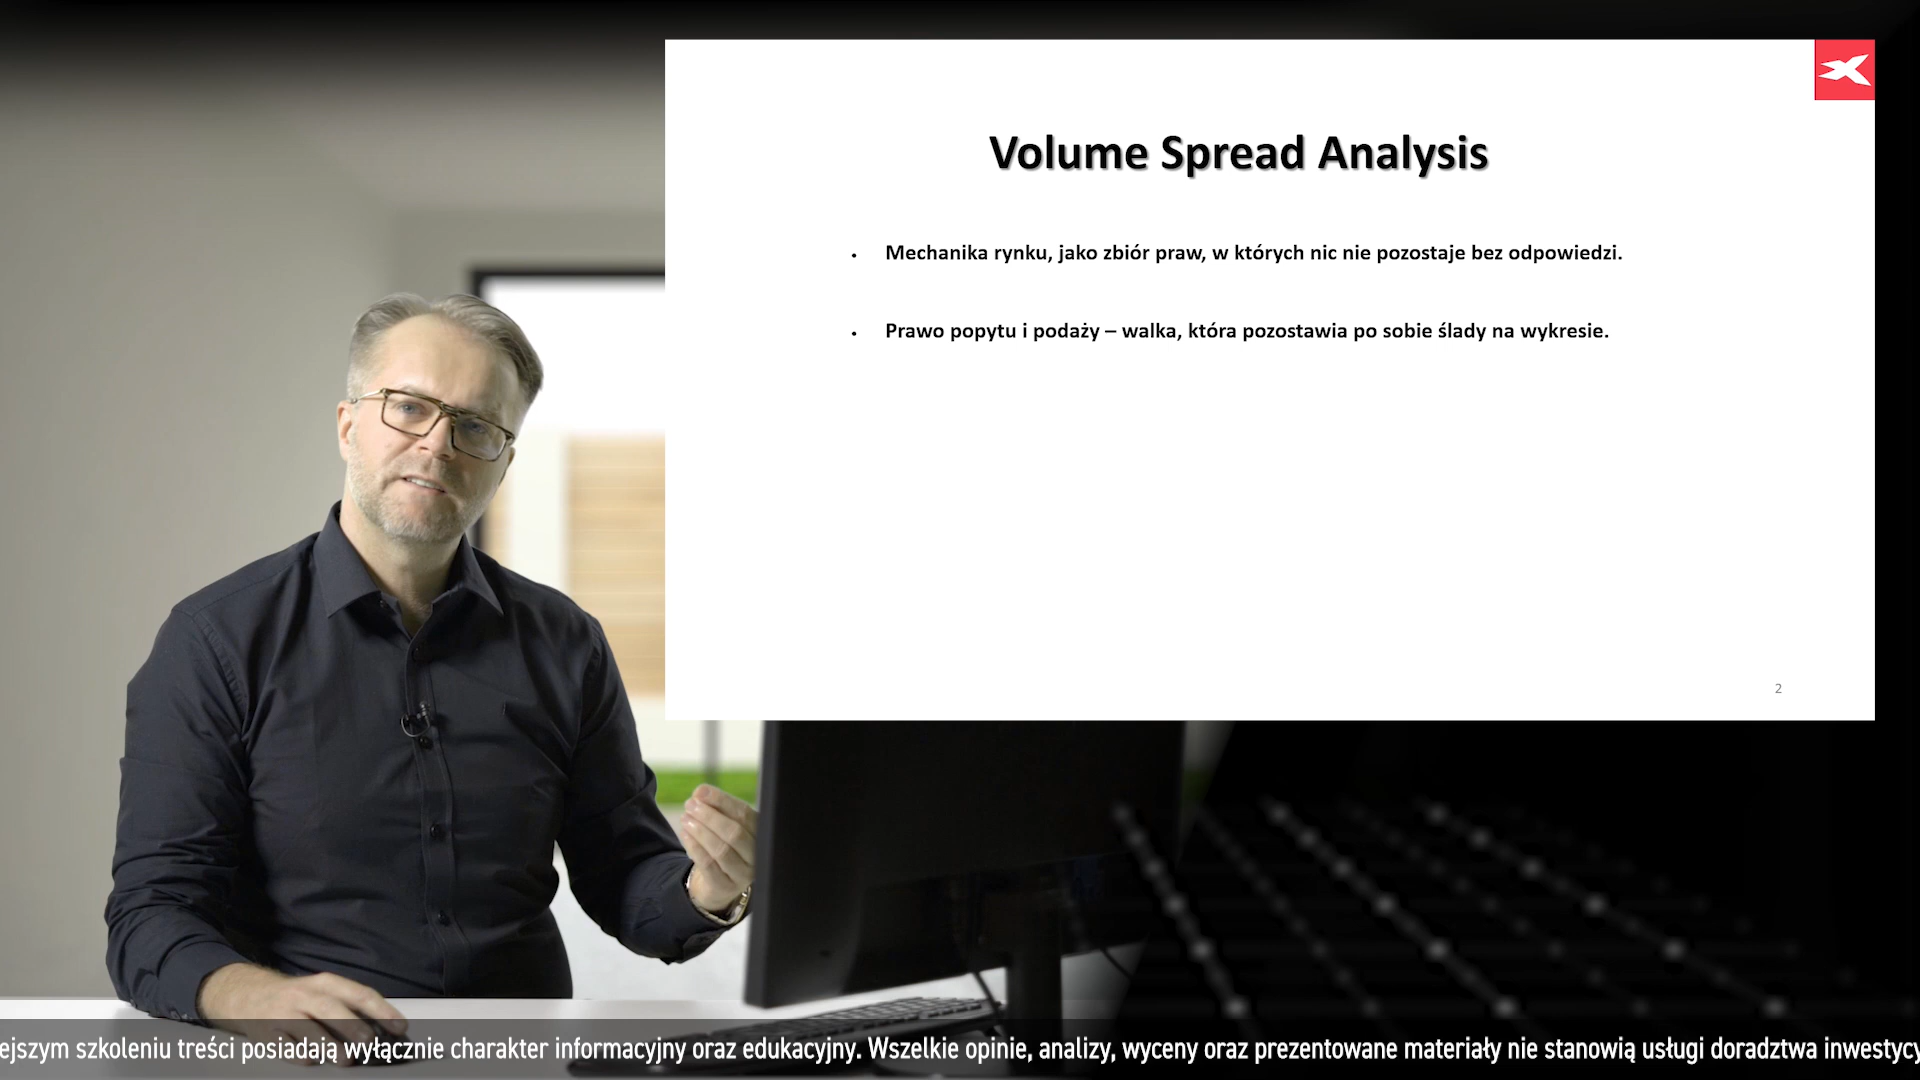 Volume Spread Analysis
• Mechanika rynku, jako zbiór praw, w których nic nie pozostaje bez odpowiedzi.
• Prawo popytu i podaży – walka, która pozostawia po sobie ślady na wykresie.
2
szkoleniu treści posiadają wyłącznie charakter informacyjny oraz edukacyjny. Wszelkie opinie, analizy, wyceny oraz prezentowane materiały nie stanowią usługi doradztwa